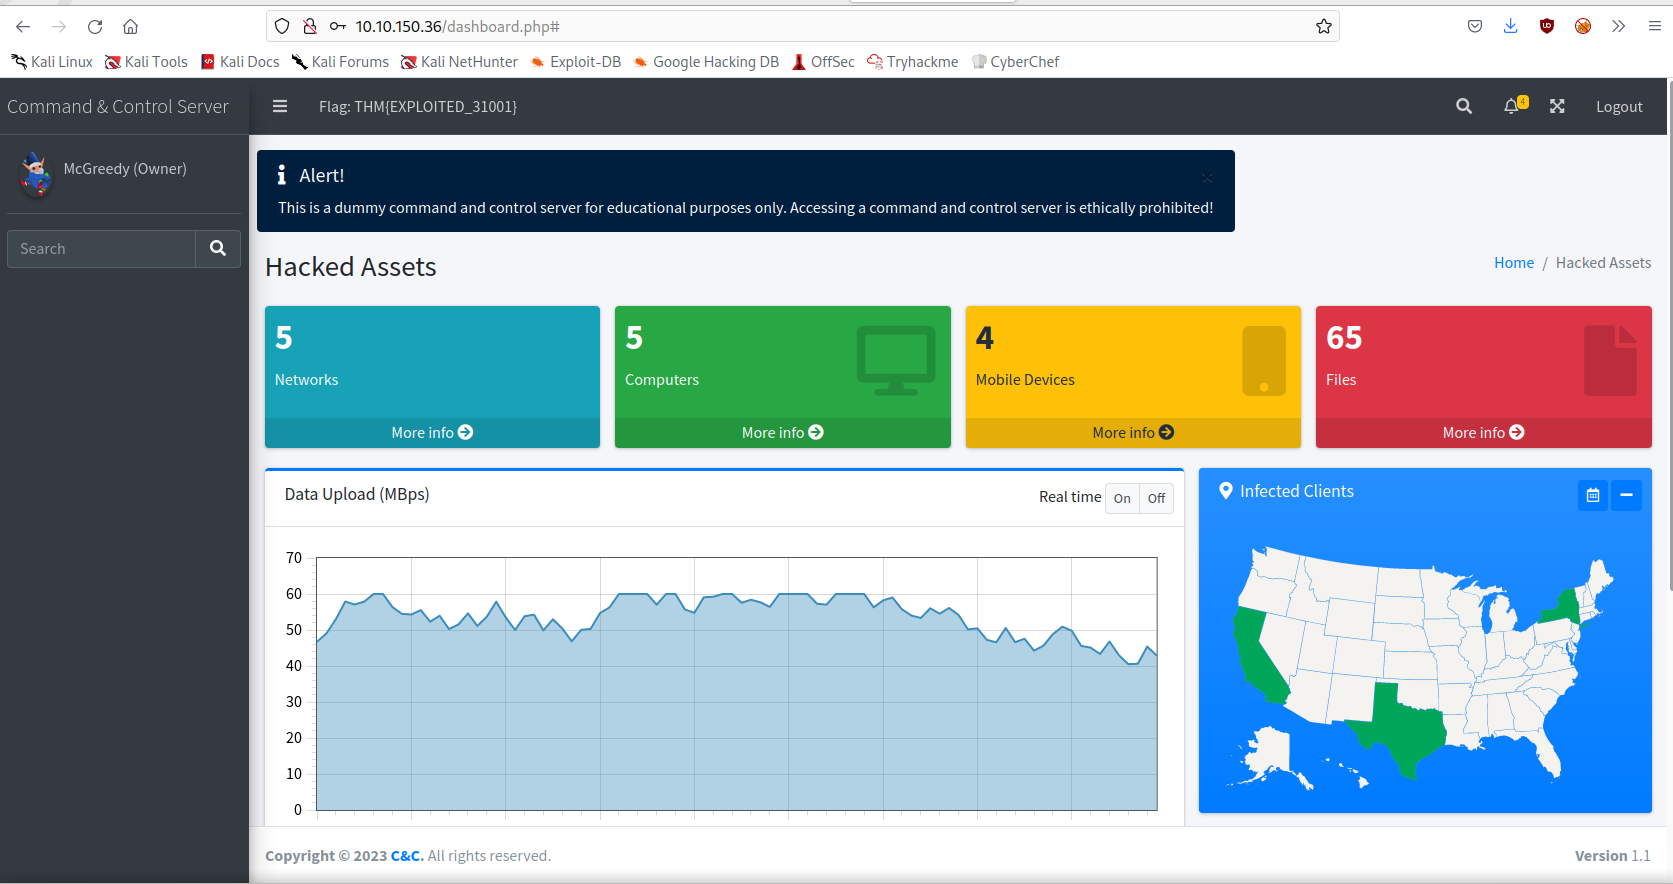 10.10.150.36/dashboard.php#
Kali Linux Kali Tools Kali Docs Kali Forums Kali NetHunter Exploit-DB Google Hacking DB OffSec Tryhackme CyberChef
Command & Control Server
Flag: THM{EXPLOITED_31001}
4
Logout
McGreedy (Owner)
Search
Alert!
This is a dummy command and control server for educational purposes only. Accessing a command and control server is ethically prohibited!
Hacked Assets
Home / Hacked Assets
5
Networks
More info
5
Computers
More info
4
Mobile Devices
More info
65
Files
More info
Data Upload (MBps)
Real time On Off
70
60
50
40
30
20
10
0
Infected Clients
Copyright © 2023 C&C. All rights reserved.
Version 1.1